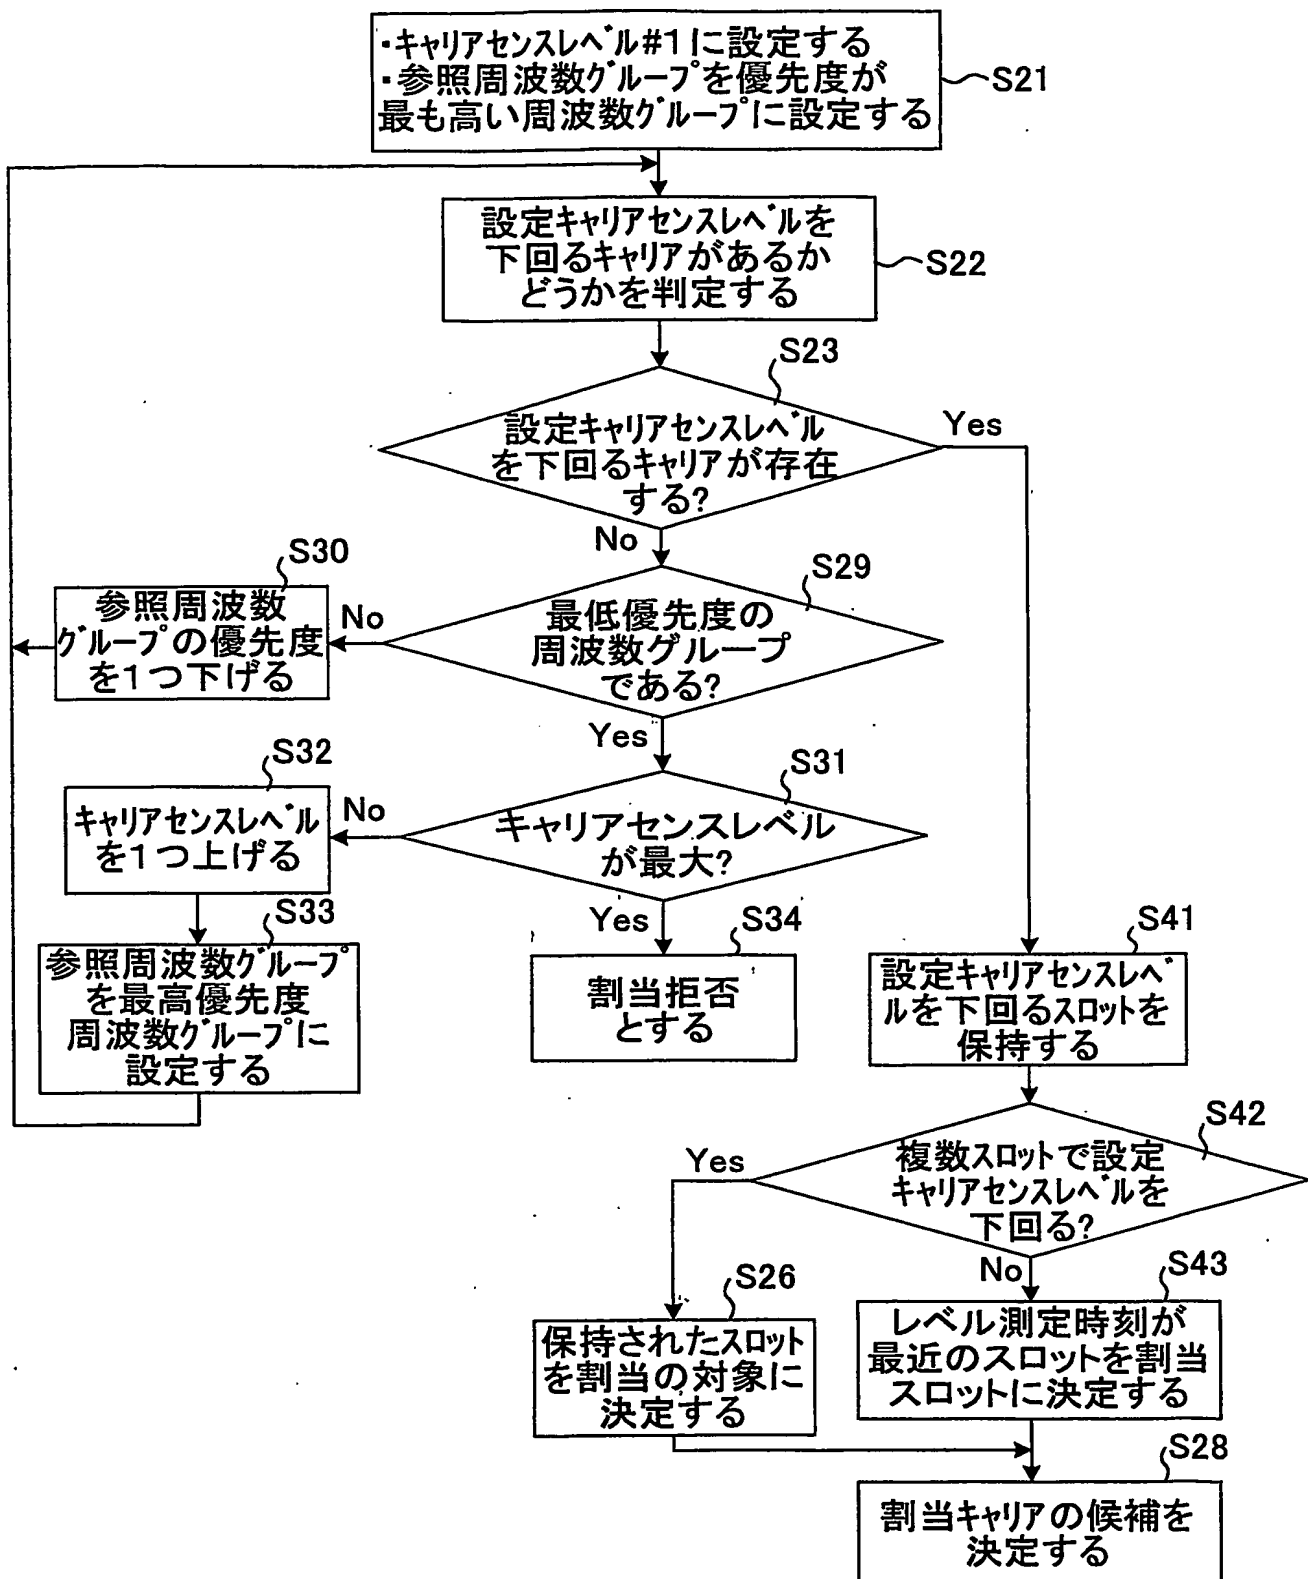 ・キャリアセンスレベル#1に設定する
・参照周波数グループを優先度が
最も高い周波数グループに設定する
S21
設定キャリアセンスレベルを
下回るキャリアがあるか
どうかを判定する
S22
S23
設定キャリアセンスレベル
を下回るキャリアが存在
する?
Yes
No
S30
参照周波数
グループの優先度
を1つ下げる
No
S29
最低優先度の
周波数グループ
である?
Yes
S32
キャリアセンスレベル
を1つ上げる
No
S31
キャリアセンスレベル
が最大?
Yes
S33
参照周波数グループ
を最高優先度
周波数グループに
設定する
S34
割当拒否
とする
S41
設定キャリアセンスレベ
ルを下回るスロットを
保持する
S42
複数スロットで設定
キャリアセンスレベルを
下回る?
Yes
No
S26
保持されたスロット
を割当の対象に
決定する
S43
レベル測定時刻が
最近のスロットを割当
スロットに決定する
S28
割当キャリアの候補を
決定する